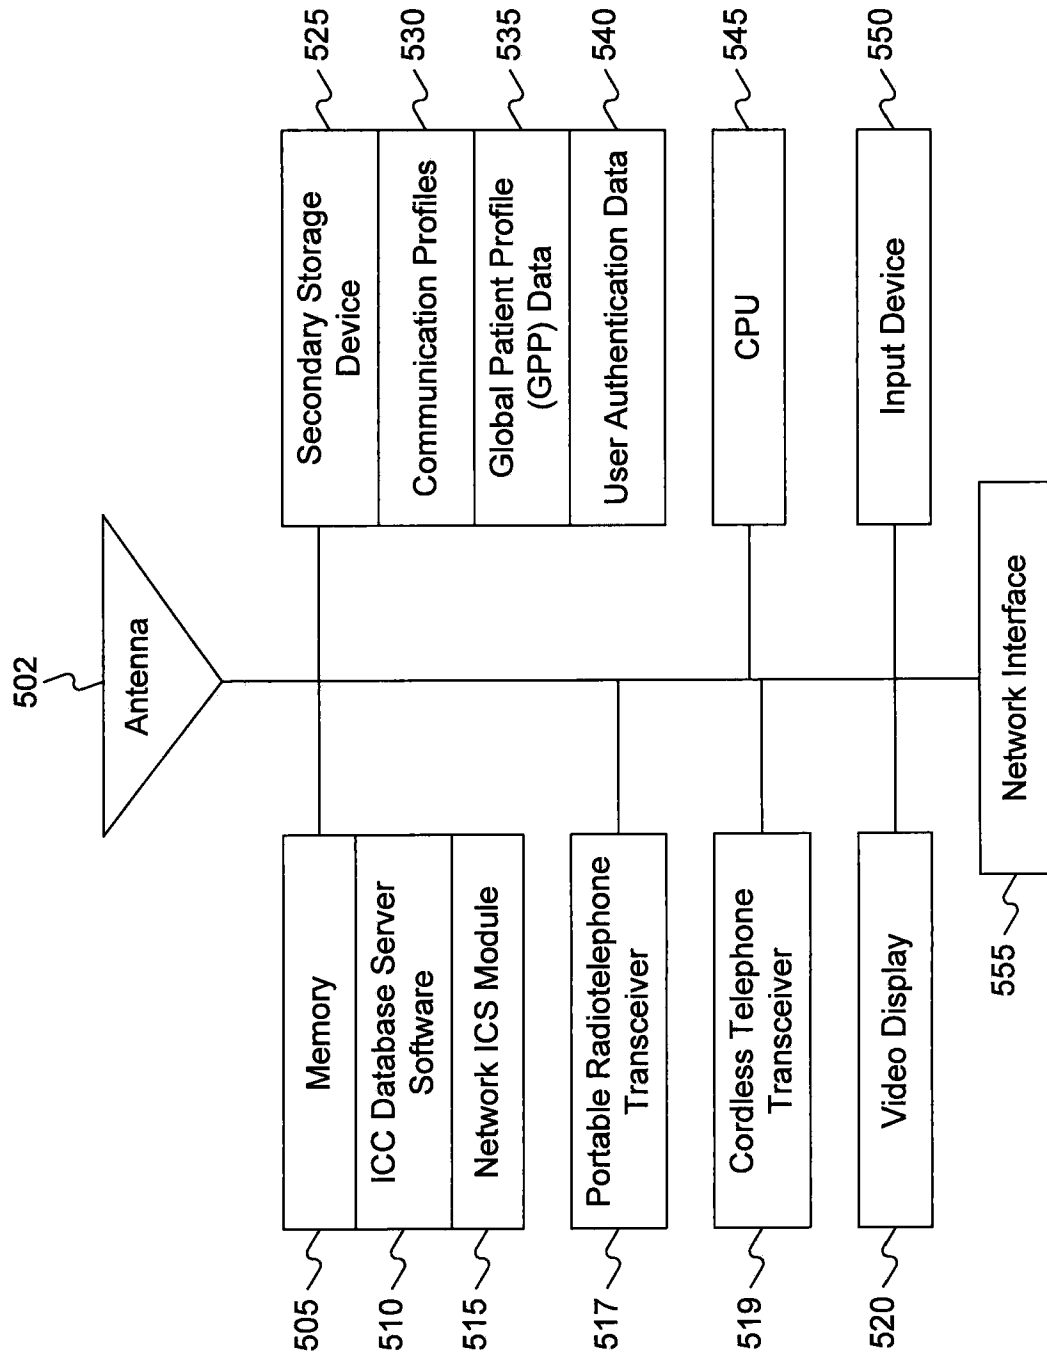 502
Antenna
505
Memory
510
ICC Database Server
Software
515
Network ICS Module
517
Portable Radiotelephone
Transceiver
519
Cordless Telephone
Transceiver
520
Video Display
Secondary Storage
Device
525
Communication Profiles
530
Global Patient Profile
(GPP) Data
535
User Authentication Data
540
CPU
545
Input Device
550
555
Network Interface